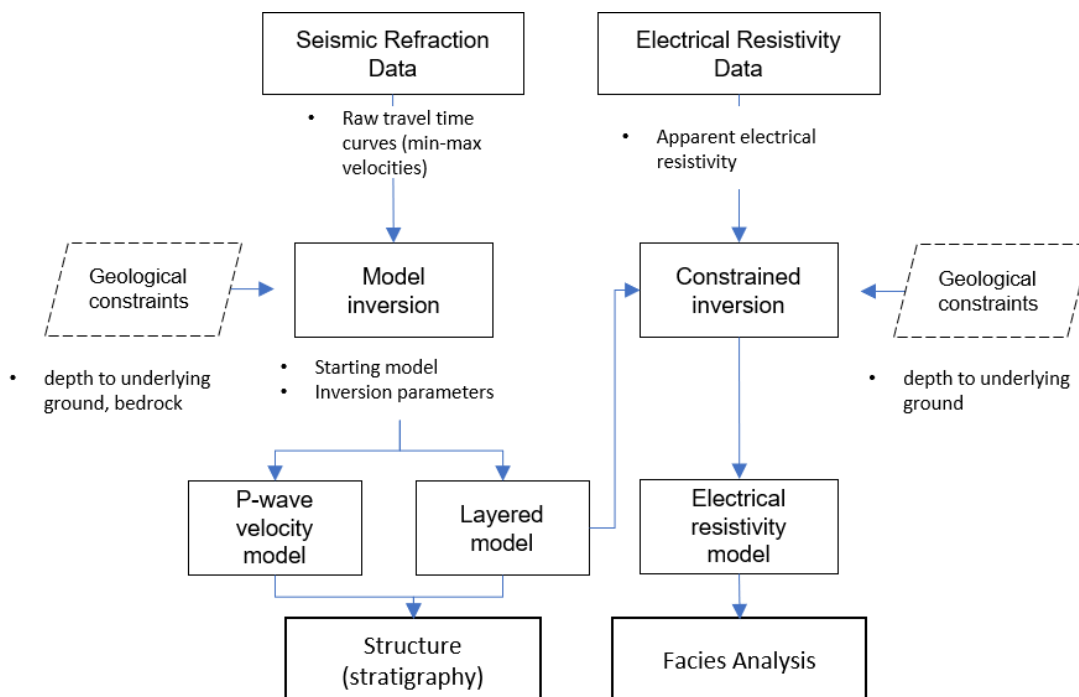 Seismic Refraction
Data
Electrical Resistivity
Data
• Raw travel time
curves (min-max
velocities)
• Apparent electrical
resistivity
Geological
constraints
Model
inversion
Constrained
inversion
Geological
constraints
• depth to underlying
ground, bedrock
• Starting model
• Inversion parameters
• depth to underlying
ground
P-wave
velocity
model
Layered
model
Electrical
resistivity
model
Structure
(stratigraphy)
Facies Analysis